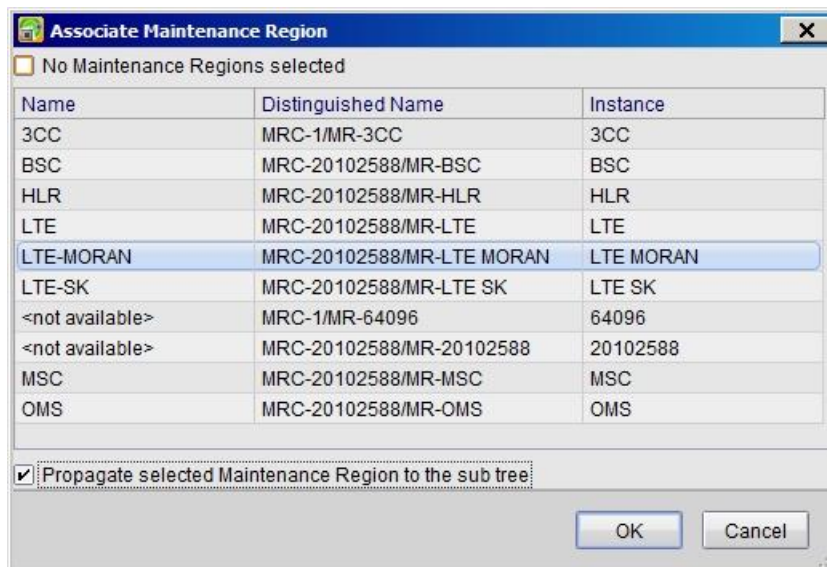 Associate Maintenance Region
No Maintenance Regions selected
Name Distinguished Name Instance
3CC MRC-1/MR-3CC 3CC
BSC MRC-20102588/MR-BSC BSC
HLR MRC-20102588/MR-HLR HLR
LTE MRC-20102588/MR-LTE LTE
LTE-MORAN MRC-20102588/MR-LTE MORAN LTE MORAN
LTE-SK MRC-20102588/MR-LTE SK LTE SK
<not available> MRC-1/MR-64096 64096
<not available> MRC-20102588/MR-20102588 20102588
MSC MRC-20102588/MR-MSC MSC
OMS MRC-20102588/MR-OMS OMS
Propagate selected Maintenance Region to the sub tree
OK Cancel